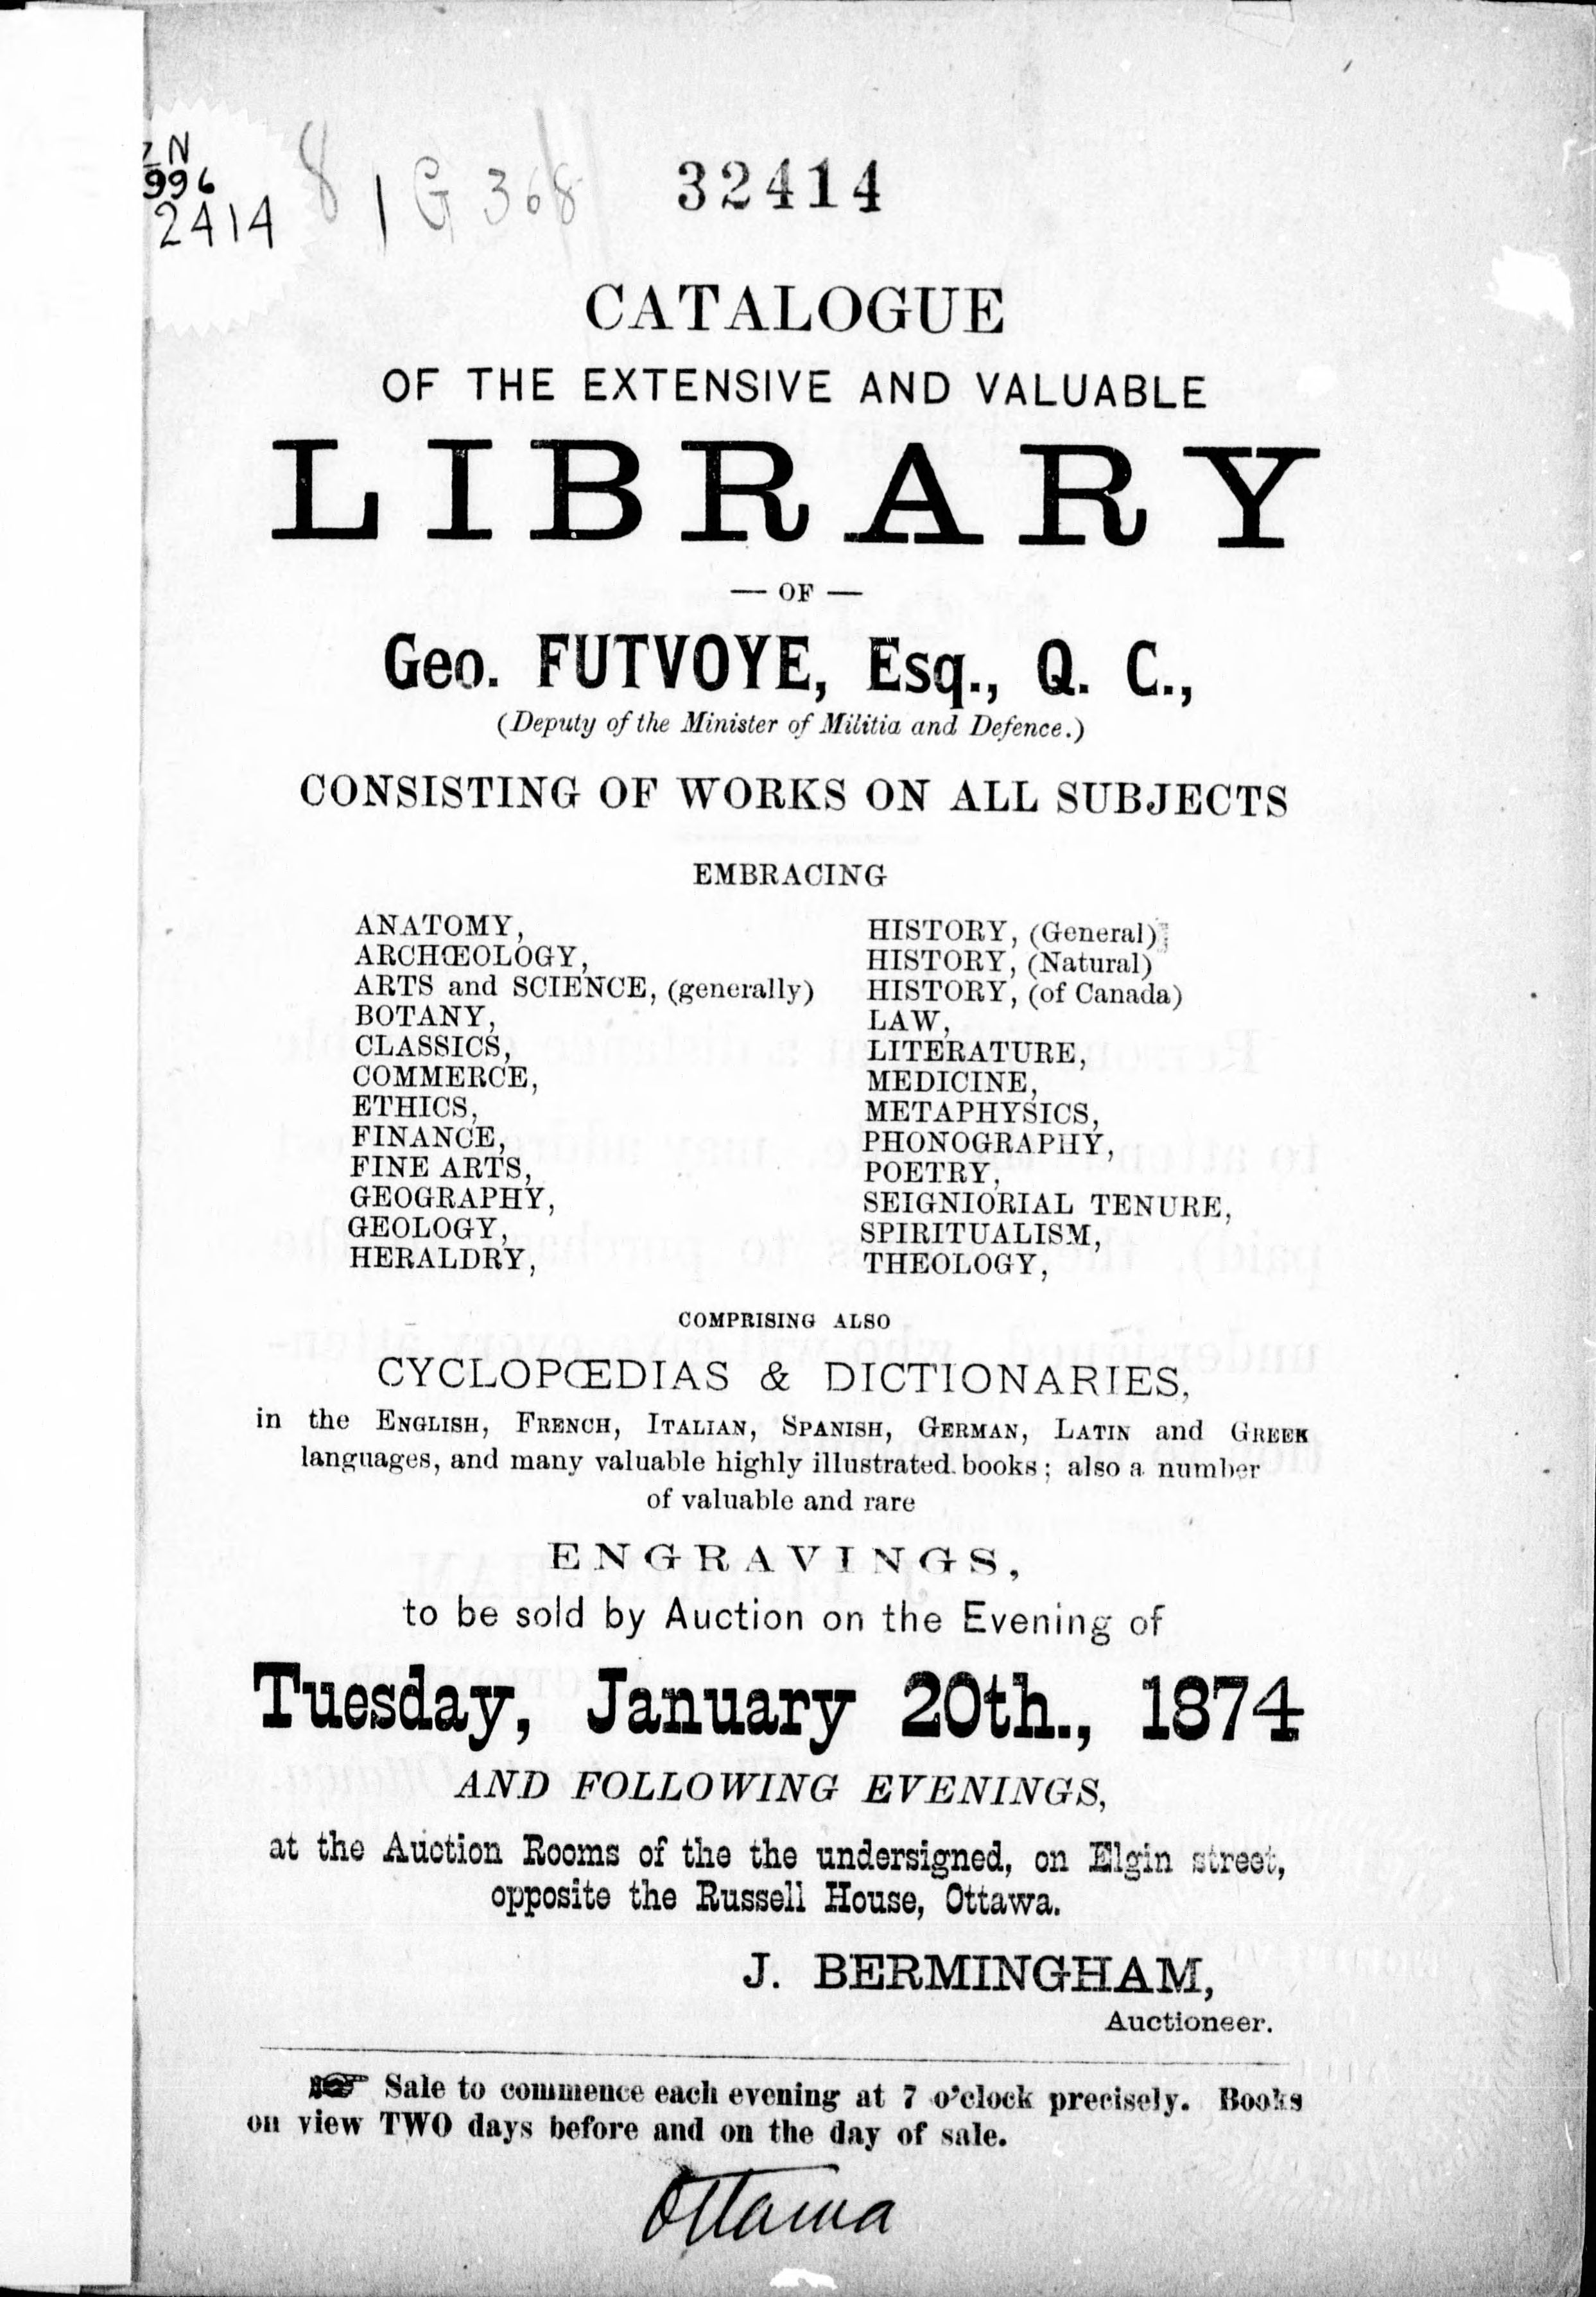 N
996
2414
8 | G 368
32414
CATALOGUE
OF THE EXTENSIVE AND VALUABLE
LIBRARY
— OF —
Geo. FUTVOYE, Esq., Q. C.,
(Deputy of the Minister of Militia and Defence.)
CONSISTING OF WORKS ON ALL SUBJECTS
EMBRACING
ANATOMY,
ARCHŒOLOGY,
ARTS and SCIENCE, (generally)
BOTANY,
CLASSICS,
COMMERCE,
ETHICS,
FINANCE,
FINE ARTS,
GEOGRAPHY,
GEOLOGY,
HERALDRY,
HISTORY, (General)
HISTORY, (Natural)
HISTORY, (of Canada)
LAW,
LITERATURE,
MEDICINE,
METAPHYSICS,
PHONOGRAPHY,
POETRY,
SEIGNIORIAL TENURE,
SPIRITUALISM,
THEOLOGY,
COMPRISING ALSO
CYCLOPŒDIAS & DICTIONARIES,
in the ENGLISH, FRENCH, ITALIAN, SPANISH, GERMAN, LATIN and GREEK
languages, and many valuable highly illustrated books; also a number
of valuable and rare
ENGRAVINGS,
to be sold by Auction on the Evening of
Tuesday, January 20th., 1874
AND FOLLOWING EVENINGS,
at the Auction Rooms of the the undersigned, on Elgin street,
opposite the Russell House, Ottawa.
J. BERMINGHAM,
Auctioneer.
☞ Sale to commence each evening at 7 o'clock precisely. Books
on view TWO days before and on the day of sale.
Ottawa